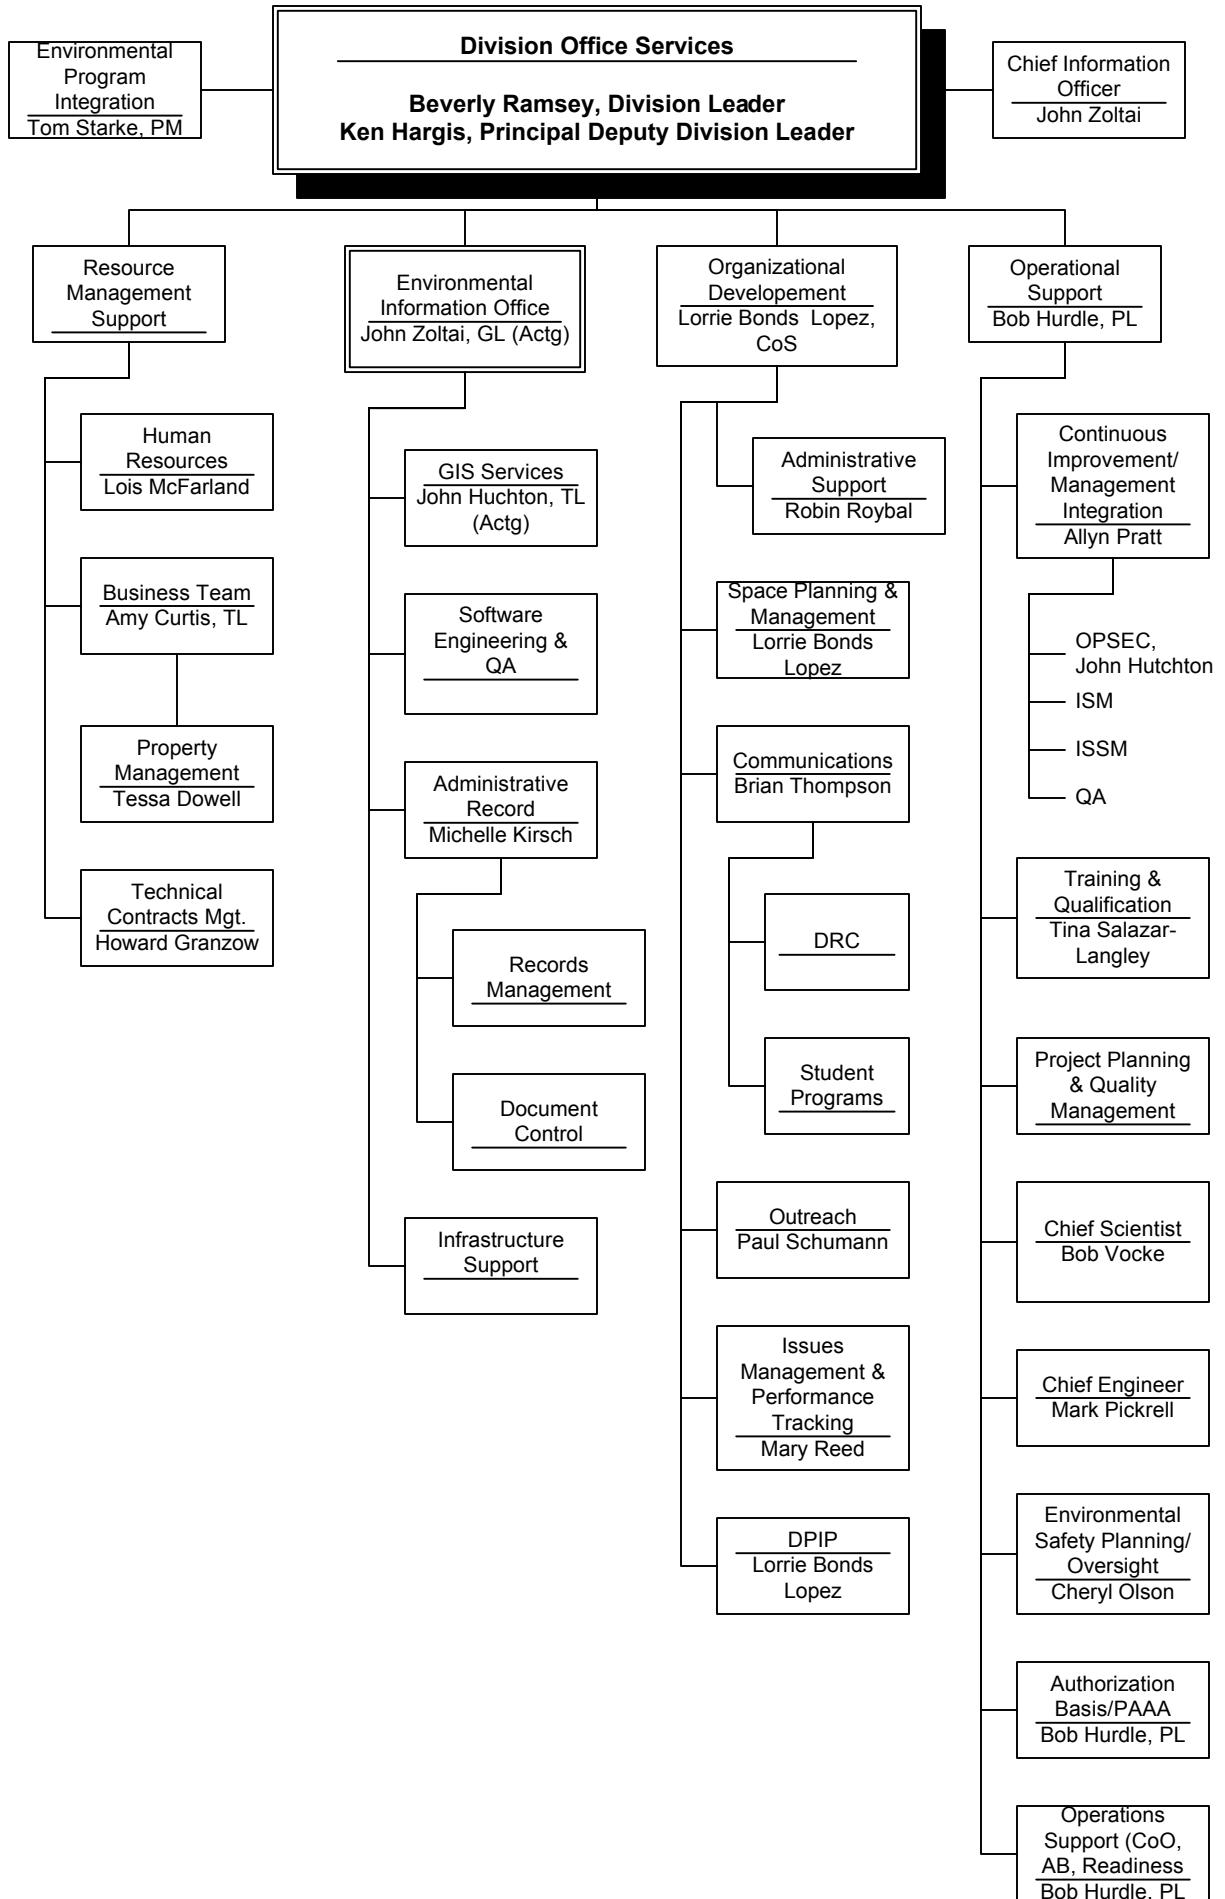 Division Office Services
Beverly Ramsey, Division Leader
Ken Hargis, Principal Deputy Division Leader
Environmental
Program
Integration
Tom Starke, PM
Chief Information
Officer
John Zoltai
Resource
Management
Support
Human
Resources
Lois McFarland
Business Team
Amy Curtis, TL
Property
Management
Tessa Dowell
Technical
Contracts Mgt.
Howard Granzow
Environmental
Information Office
John Zoltai, GL (Actg)
GIS Services
John Huchton, TL
(Actg)
Software
Engineering &
QA
Administrative
Record
Michelle Kirsch
Records
Management
Document
Control
Infrastructure
Support
Organizational
Developement
Lorrie Bonds  Lopez,
CoS
Administrative
Support
Robin Roybal
Space Planning &
Management
Lorrie Bonds
Lopez
Communications
Brian Thompson
DRC
Student
Programs
Outreach
Paul Schumann
Issues
Management &
Performance
Tracking
Mary Reed
DPIP
Lorrie Bonds
Lopez
Operational
Support
Bob Hurdle, PL
Continuous
Improvement/
Management
Integration
Allyn Pratt
OPSEC,
John Hutchton
ISM
ISSM
QA
Training &
Qualification
Tina Salazar-
Langley
Project Planning
& Quality
Management
Chief Scientist
Bob Vocke
Chief Engineer
Mark Pickrell
Environmental
Safety Planning/
Oversight
Cheryl Olson
Authorization
Basis/PAAA
Bob Hurdle, PL
Operations
Support (CoO,
AB, Readiness
Bob Hurdle, PL